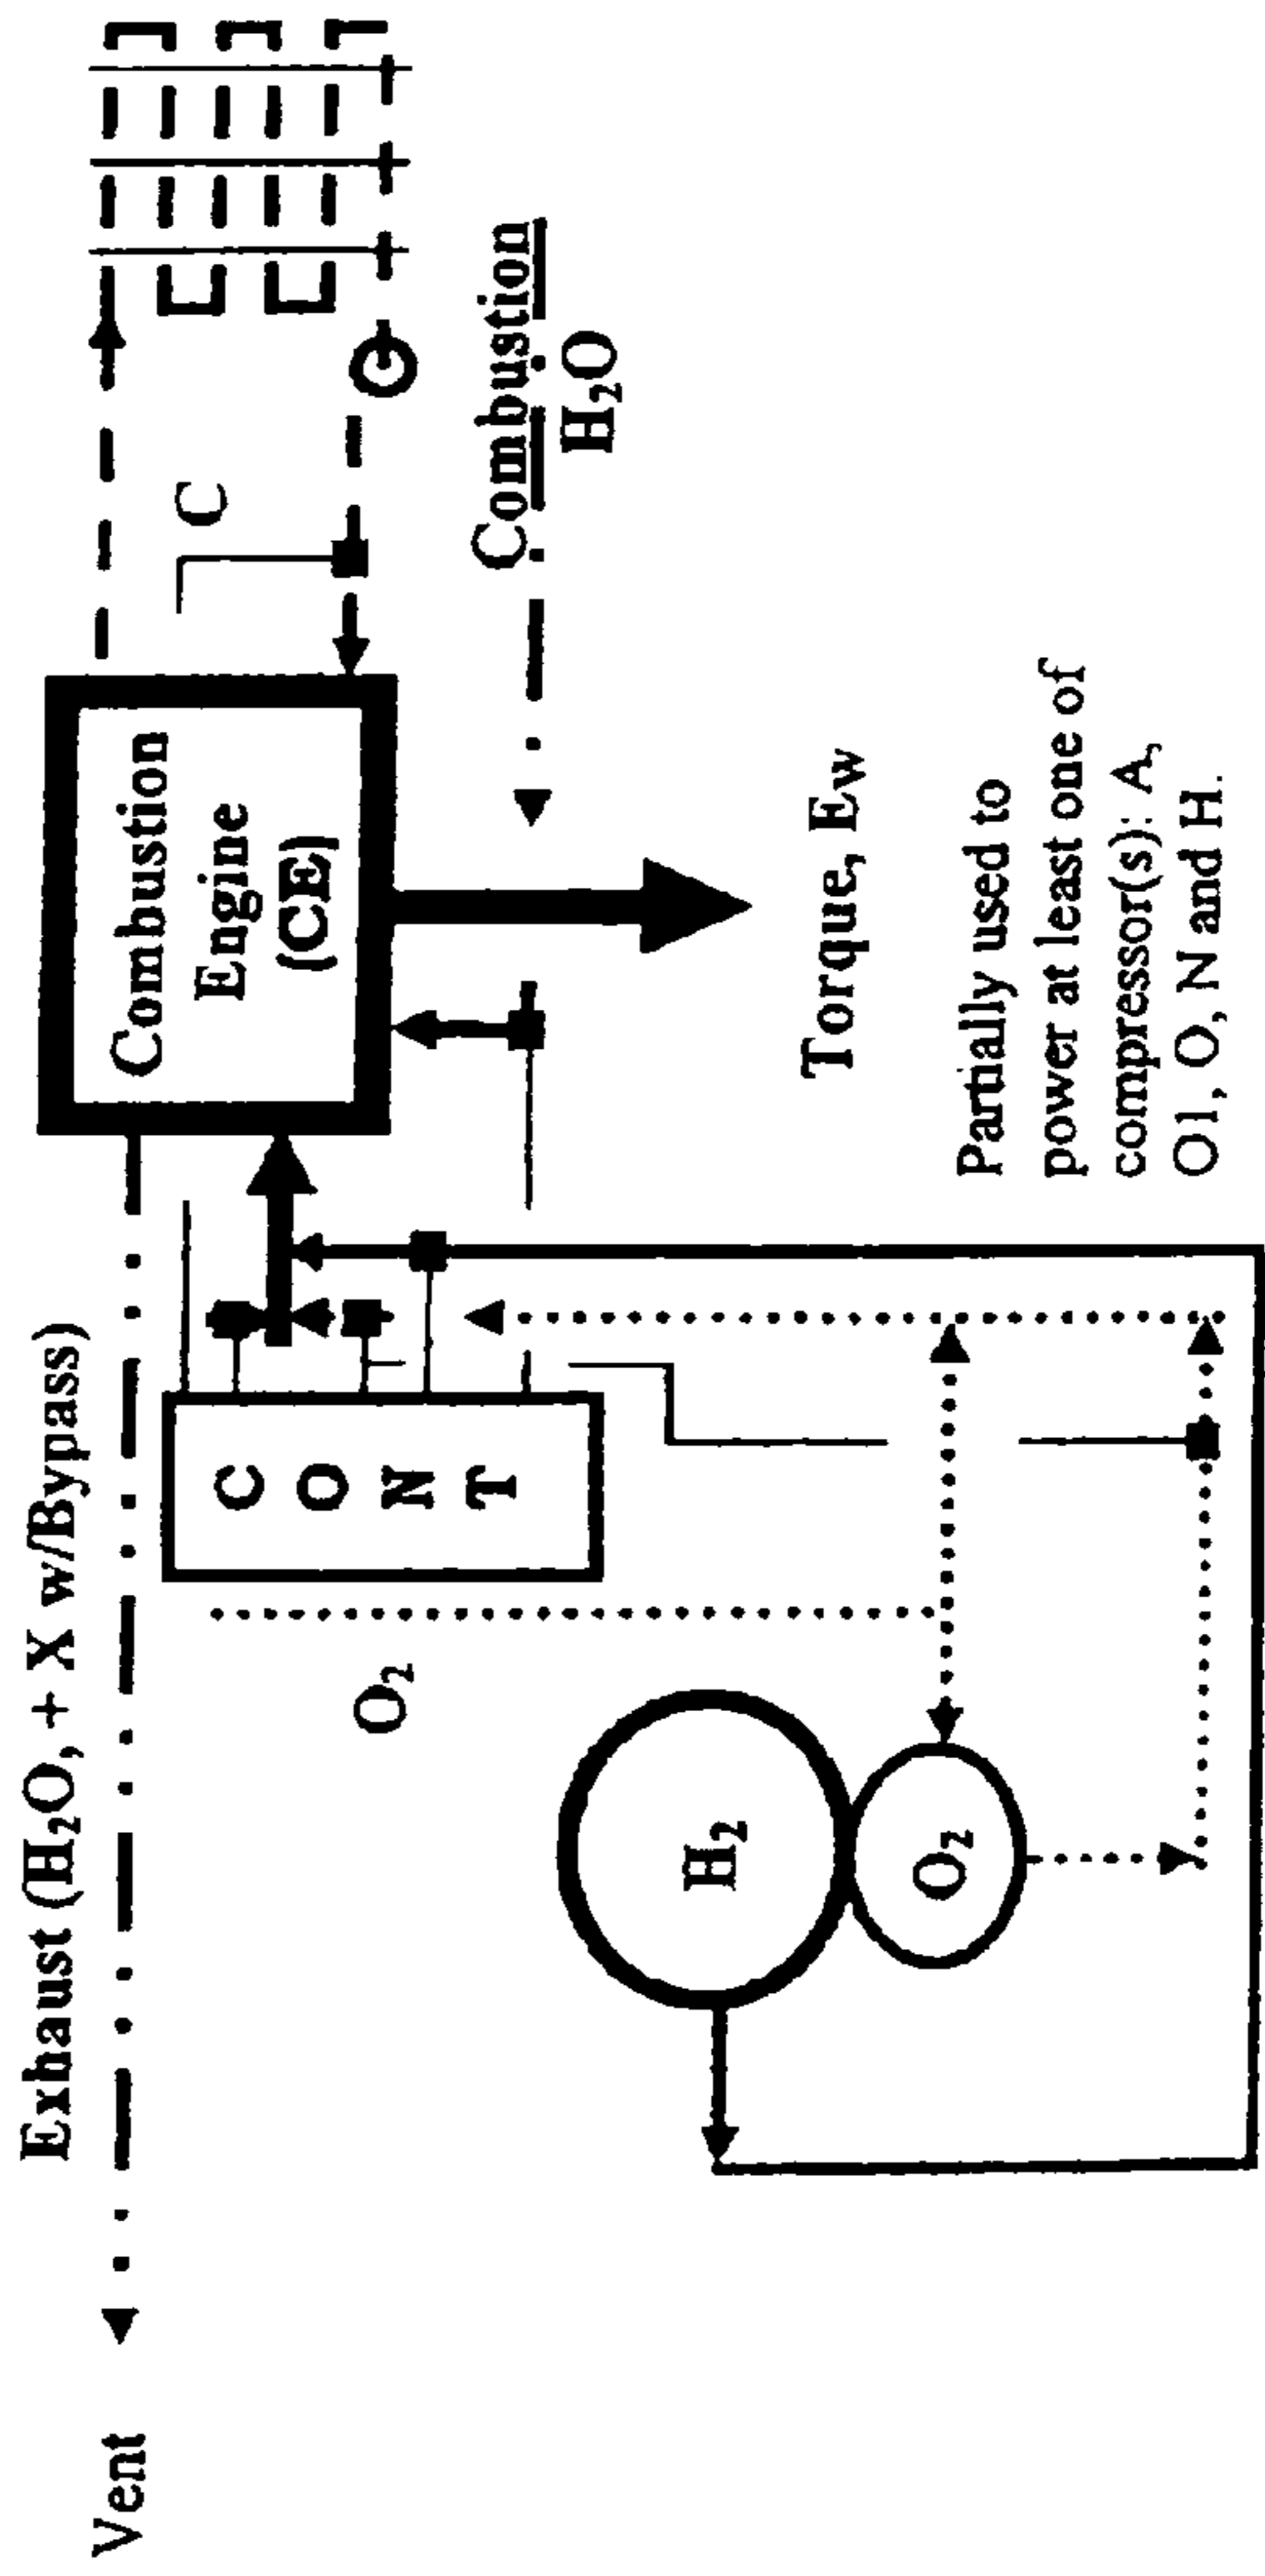 Vent
Exhaust (H₂O, + X w/Bypass)
O₂
C
O
N
T
H₂
O₂
Combustion
Engine
(CE)
C
Combustion
H₂O
Torque, Ew
Partially used to
power at least one of
compressor(s): A,
O1, O, N and H.